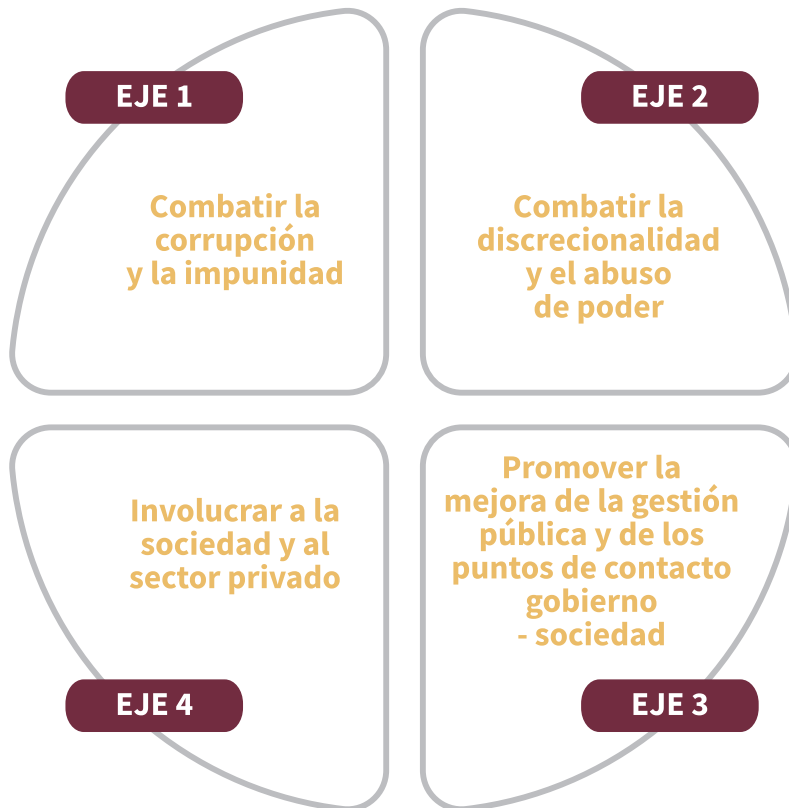 EJE 1
Combatir la
corrupción
y la impunidad
EJE 2
Combatir la
discrecionalidad
y el abuso
de poder
Promover la
mejora de la gestión
pública y de los
puntos de contacto
gobierno
- sociedad
EJE 3
Involucrar a la
sociedad y al
sector privado
EJE 4